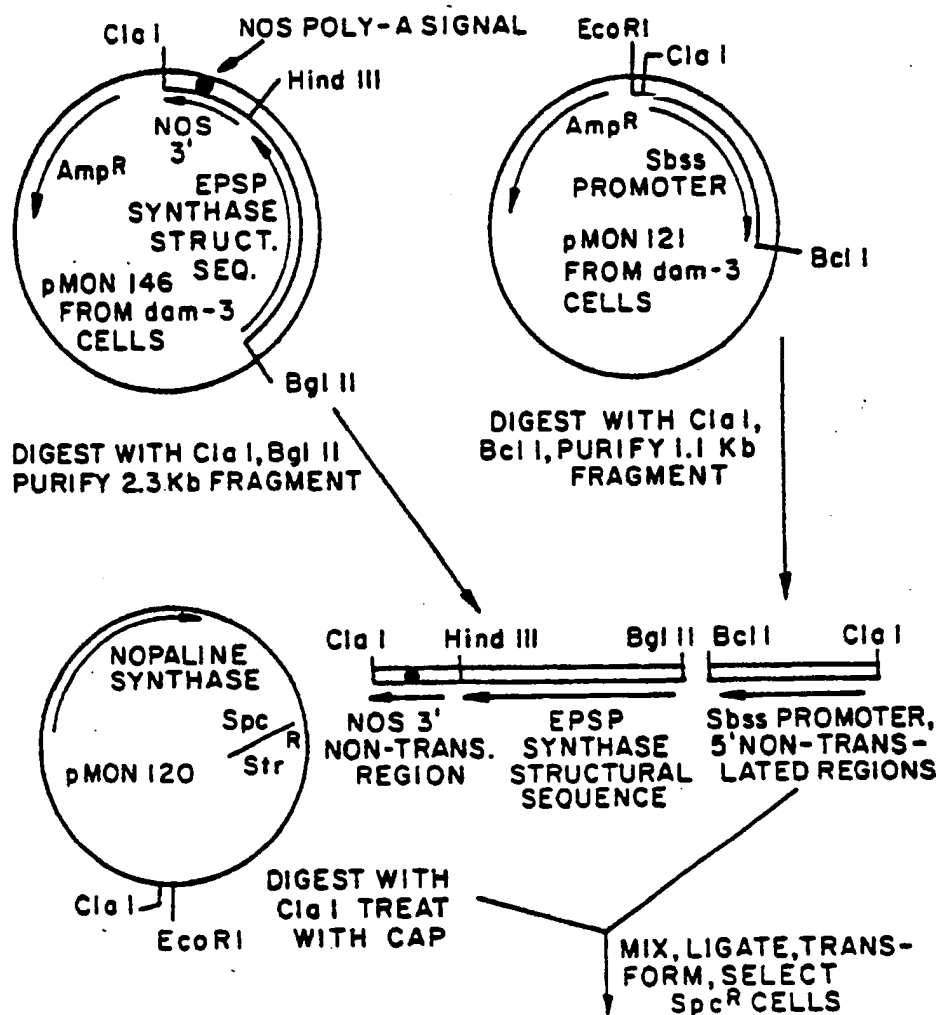 Cla I
NOS POLY-A SIGNAL
Hind III
NOS
3'
AmpR
EPSP
SYNTHASE
STRUCT.
SEQ.
pMON 146
FROM dam-3
CELLS
Bgl II
EcoRI
Cla I
AmpR
Sbss
PROMOTER
pMON 121
FROM dam-3
CELLS
Bcl I
DIGEST WITH Cla I, Bgl II
PURIFY 2.3 Kb FRAGMENT
DIGEST WITH Cla I,
Bcl I, PURIFY 1.1 Kb
FRAGMENT
NOPALINE
SYNTHASE
Spc
R
Str
pMON 120
Cla I
EcoRI
Cla I
Hind III
Bgl II
Bcl I
Cla I
NOS 3'
NON-TRANS.
REGION
EPSP
SYNTHASE
STRUCTURAL
SEQUENCE
Sbss PROMOTER,
5' NON-TRANS-
LATED REGIONS
DIGEST WITH
Cla I TREAT
WITH CAP
MIX, LIGATE, TRANS-
FORM, SELECT
SpcR CELLS